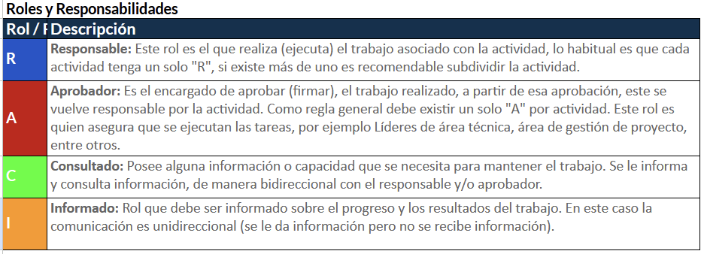 Roles y Responsabilidades
Rol / Descripción
R
Responsable: Este rol es el que realiza (ejecuta) el trabajo asociado con la actividad, lo habitual es que cada
actividad tenga un solo "R", si existe más de uno es recomendable subdividir la actividad.
A
Aprobador: Es el encargado de aprobar (firmar), el trabajo realizado, a partir de esa aprobación, este se
vuelve responsable por la actividad. Como regla general debe existir un solo "A" por actividad. Este rol es
quien asegura que se ejecutan las tareas, por ejemplo Líderes de área técnica, área de gestión de proyecto,
entre otros.
C
Consultado: Posee alguna información o capacidad que se necesita para mantener el trabajo. Se le informa
y consulta información, de manera bidireccional con el responsable y/o aprobador.
I
Informado: Rol que debe ser informado sobre el progreso y los resultados del trabajo. En este caso la
comunicación es unidireccional (se le da información pero no se recibe información).